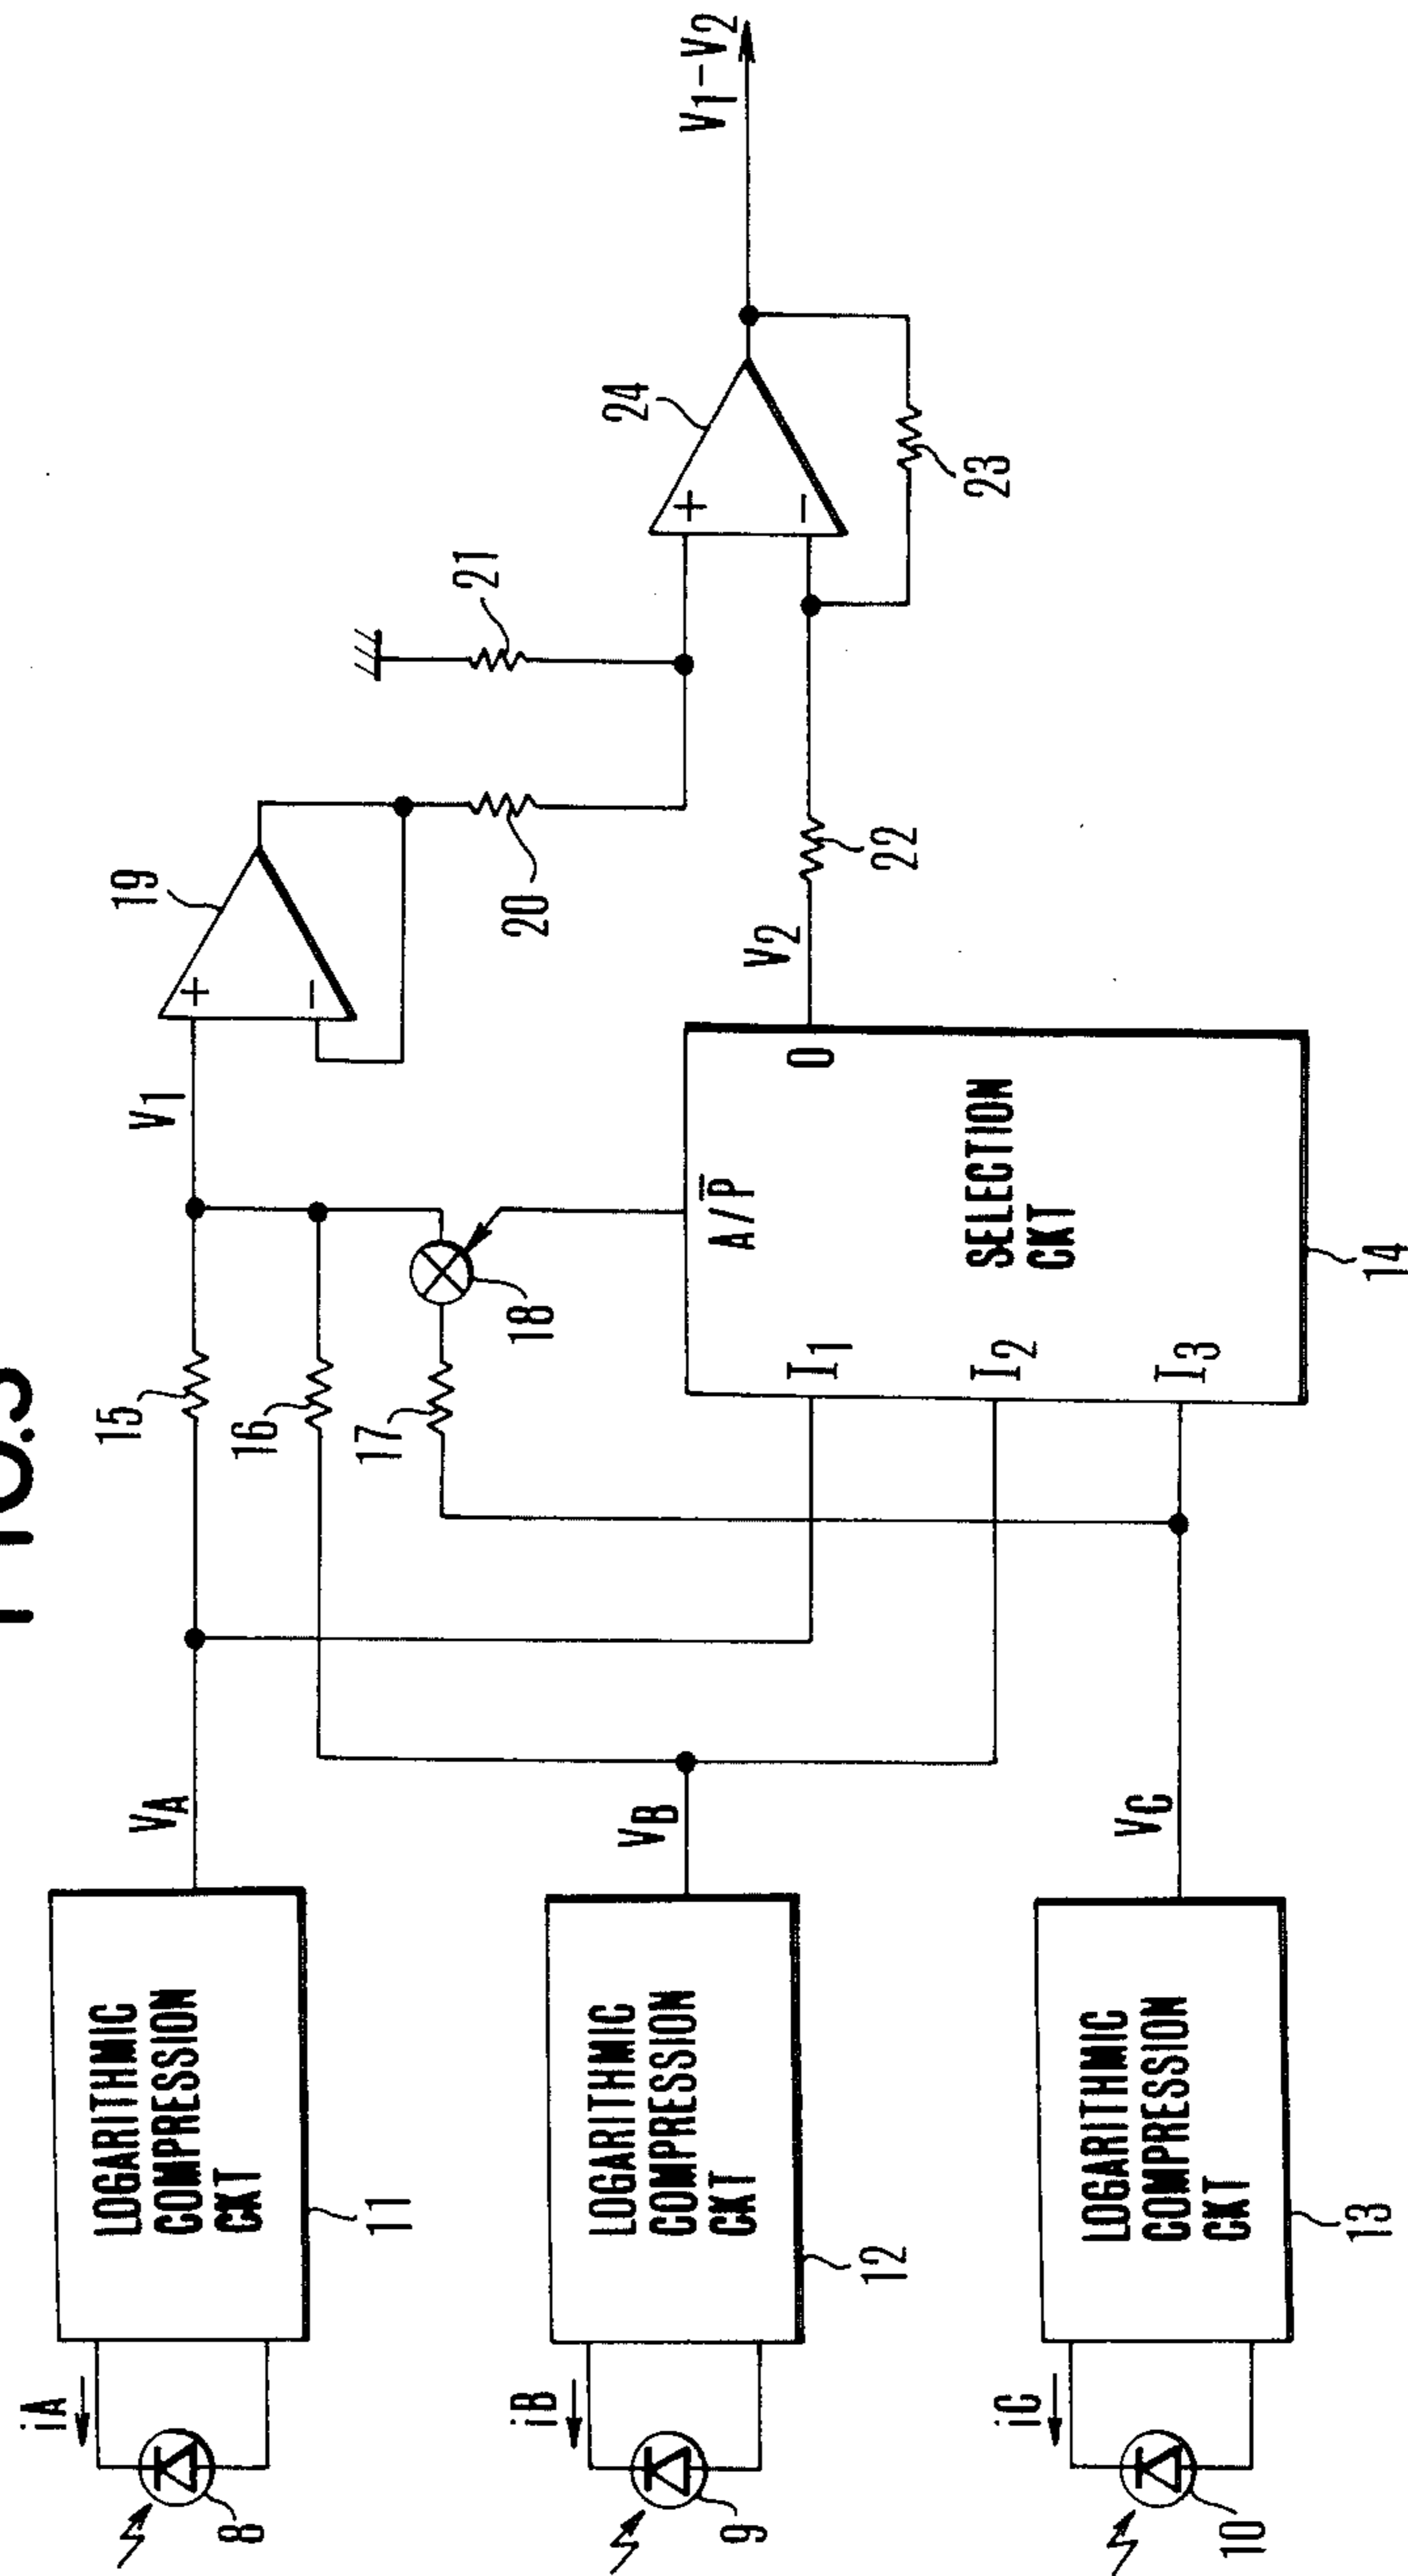 FIG.3
iA
8
LOGARITHMIC
COMPRESSION
CKT
11
VA
15
V1
19
iB
9
LOGARITHMIC
COMPRESSION
CKT
12
VB
16
17
18
20
21
24
V1-V2
iC
10
LOGARITHMIC
COMPRESSION
CKT
13
VC
I1
I2
I3
A/P̅
O
SELECTION
CKT
14
V2
22
23
+
−
+
−